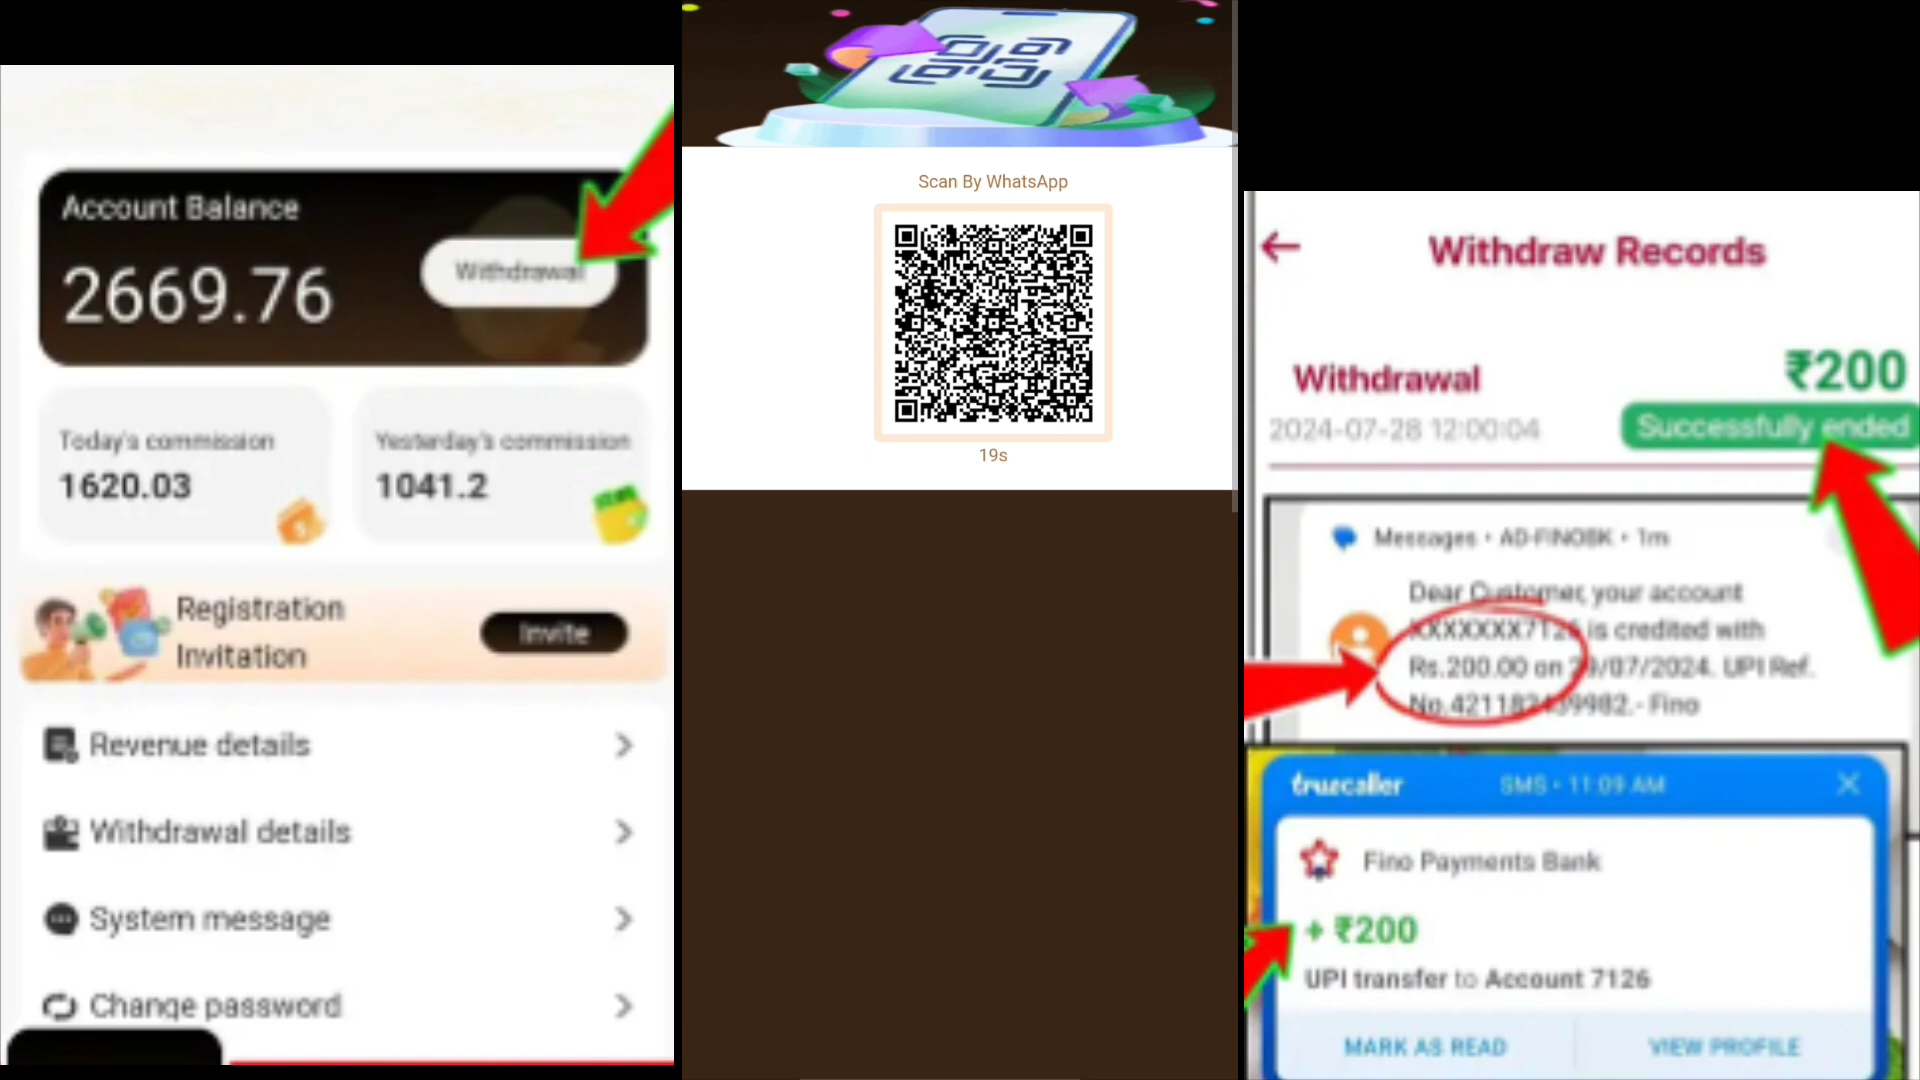 Account Balance
2669.76
Withdrawal
Today's commission
1620.03
Yesterday's commission
1041.2
Registration
Invitation
Invite
Revenue details
Withdrawal details
System message
Change password
Scan By WhatsApp
19s
Withdraw Records
Withdrawal
₹200
2024-07-28 12:00:04
Successfully ended
Messages • AD-FINOBK • 1m
Dear Customer, your account
XXXXXXX7126 is credited with
Rs.200.00 on 29/07/2024. UPI Ref.
- Fino
truecaller
SMS • 11:09 AM
Fino Payments Bank
+ ₹200
UPI transfer to Account 7126
MARK AS READ
VIEW PROFILE